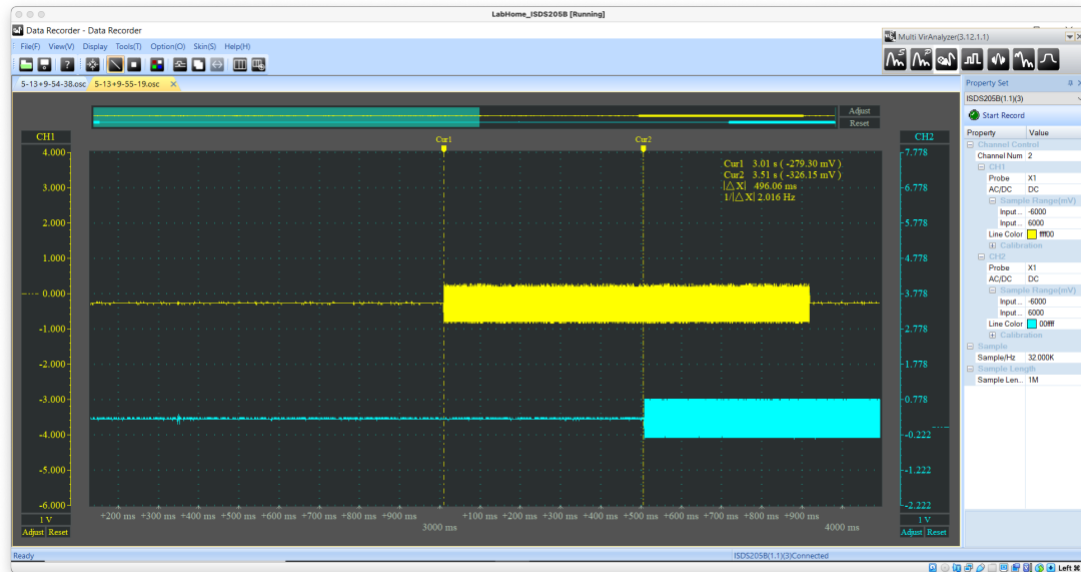 LabHome_ISDS205B [Running]
Data Recorder - Data Recorder
File(F) View(V) Display Tools(T) Option(O) Skin(S) Help(H)
Multi VirAnalyzer(3.12.1.1)
5-13+9-54-38.osc 5-13+9-55-19.osc
Property Set
ISDS205B(1.1)(3)
Start Record
Adjust
Reset
CH1
4.000
3.000
2.000
1.000
0.000
-1.000
-2.000
-3.000
-4.000
-5.000
-6.000
1 V
Adjust Reset
Cur1
Cur2
Cur1 3.01 s ( -279.30 mV )
Cur2 3.51 s ( -326.15 mV )
|△X| 496.06 ms
1/|△X| 2.016 Hz
+200 ms +300 ms +400 ms +500 ms +600 ms +700 ms +800 ms +900 ms +100 ms +200 ms +300 ms +400 ms +500 ms +600 ms +700 ms +800 ms +900 ms
3000 ms 4000 ms
CH2
7.778
6.778
5.778
4.778
3.778
2.778
1.778
0.778
-0.222
-1.222
-2.222
1 V
Adjust Reset
Property Value
Channel Control
Channel Num 2
CH1
Probe X1
AC/DC DC
Sample Range(mV)
Input .. -6000
Input .. 6000
Line Color ffff00
Calibration
CH2
Probe X1
AC/DC DC
Sample Range(mV)
Input .. -6000
Input .. 6000
Line Color 00ffff
Calibration
Sample
Sample/Hz 32.000K
Sample Length
Sample Len... 1M
Ready
ISDS205B(1.1)(3)Connected
Left ⌘